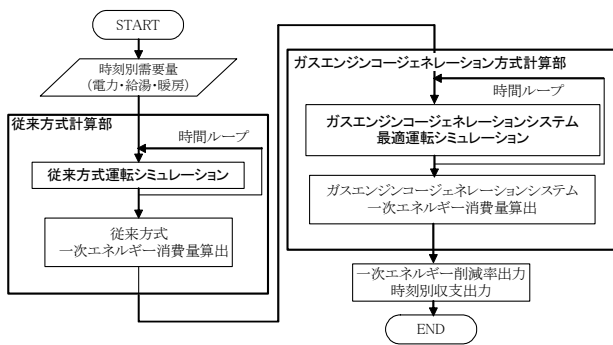 START
時刻別需要量
(電力・給湯・暖房)
従来方式計算部
時間ループ
従来方式運転シミュレーション
従来方式
一次エネルギー消費量算出
ガスエンジンコージェネレーション方式計算部
時間ループ
ガスエンジンコージェネレーションシステム
最適運転シミュレーション
ガスエンジンコージェネレーションシステム
一次エネルギー消費量算出
一次エネルギー削減率出力
時刻別収支出力
END